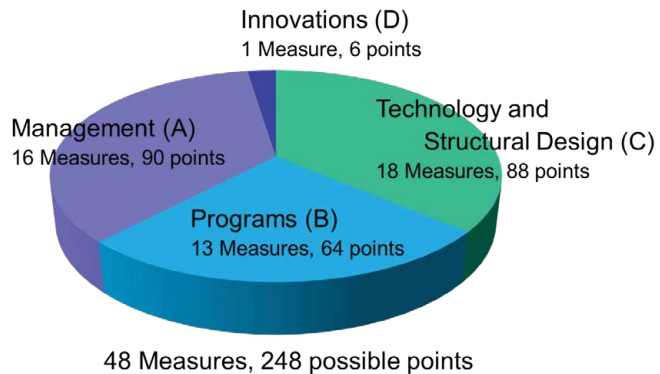 Innovations (D)
1 Measure, 6 points
Technology and
Structural Design (C)
18 Measures, 88 points
Management (A)
16 Measures, 90 points
Programs (B)
13 Measures, 64 points
48 Measures, 248 possible points